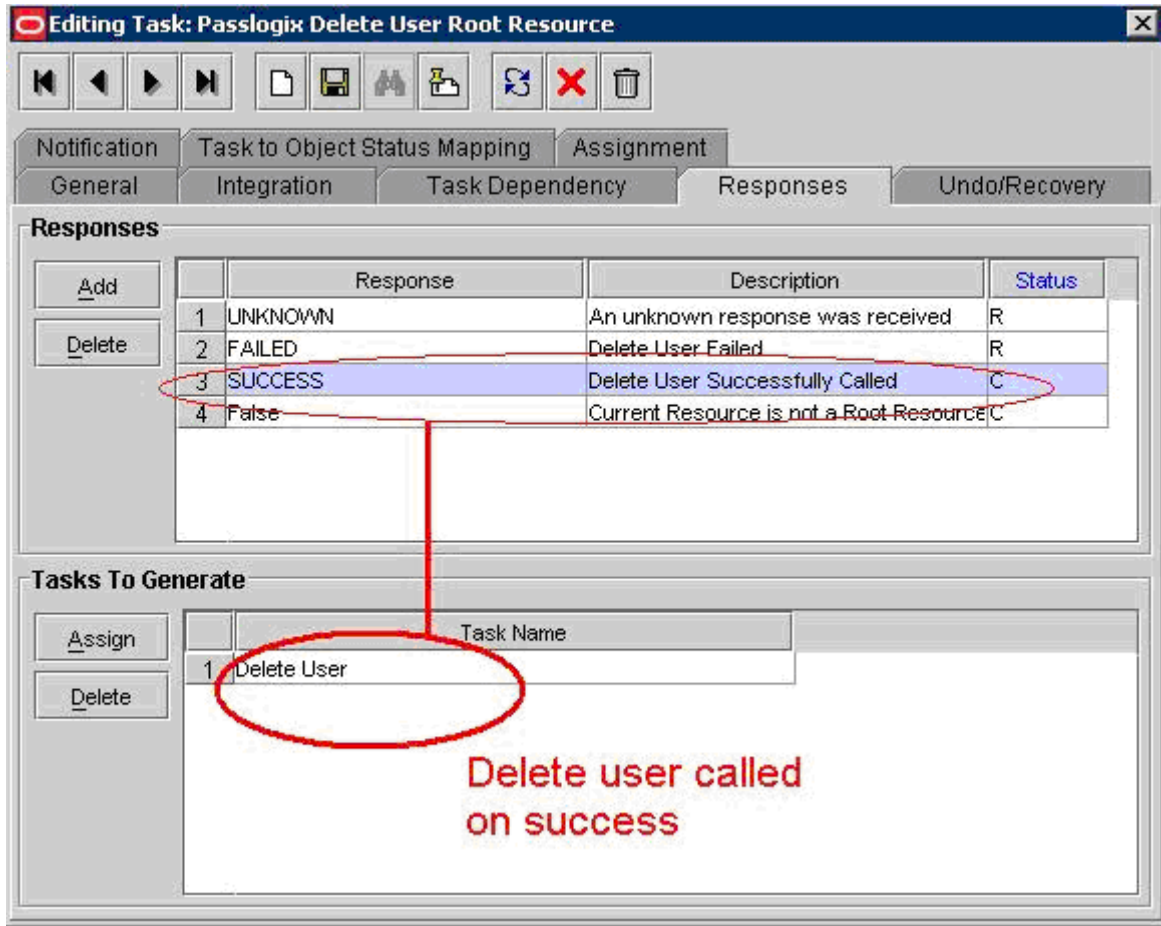 Editing Task: Passlogix Delete User Root Resource
Notification Task to Object Status Mapping Assignment
General Integration Task Dependency Responses Undo/Recovery
Responses
Add
Delete
Response Description Status
1 UNKNOWN An unknown response was received R
2 FAILED Delete User Failed R
3 SUCCESS Delete User Successfully Called C
4 False Current Resource is not a Root Resource C
Tasks To Generate
Assign
Delete
Task Name
1 Delete User
Delete user called
on success